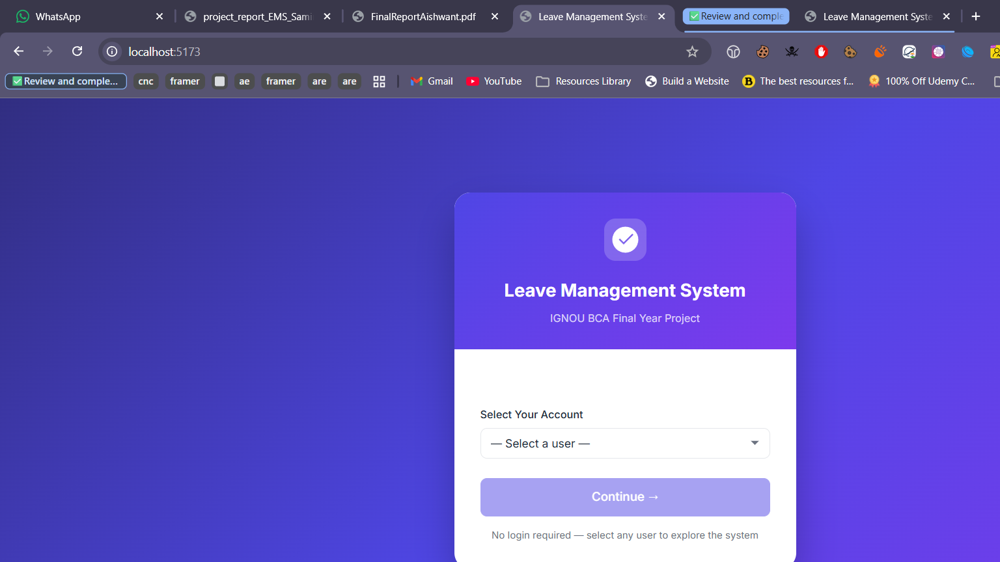 WhatsApp
project_report_EMS_Sami
FinalReportAishwant.pdf
Leave Management Syste
Review and comple
Leave Management Syste
localhost:5173
Review and comple...
cnc
framer
ae
framer
are
are
Gmail
YouTube
Resources Library
Build a Website
The best resources f...
100% Off Udemy C...
Leave Management System
IGNOU BCA Final Year Project
Select Your Account
— Select a user —
Continue →
No login required — select any user to explore the system